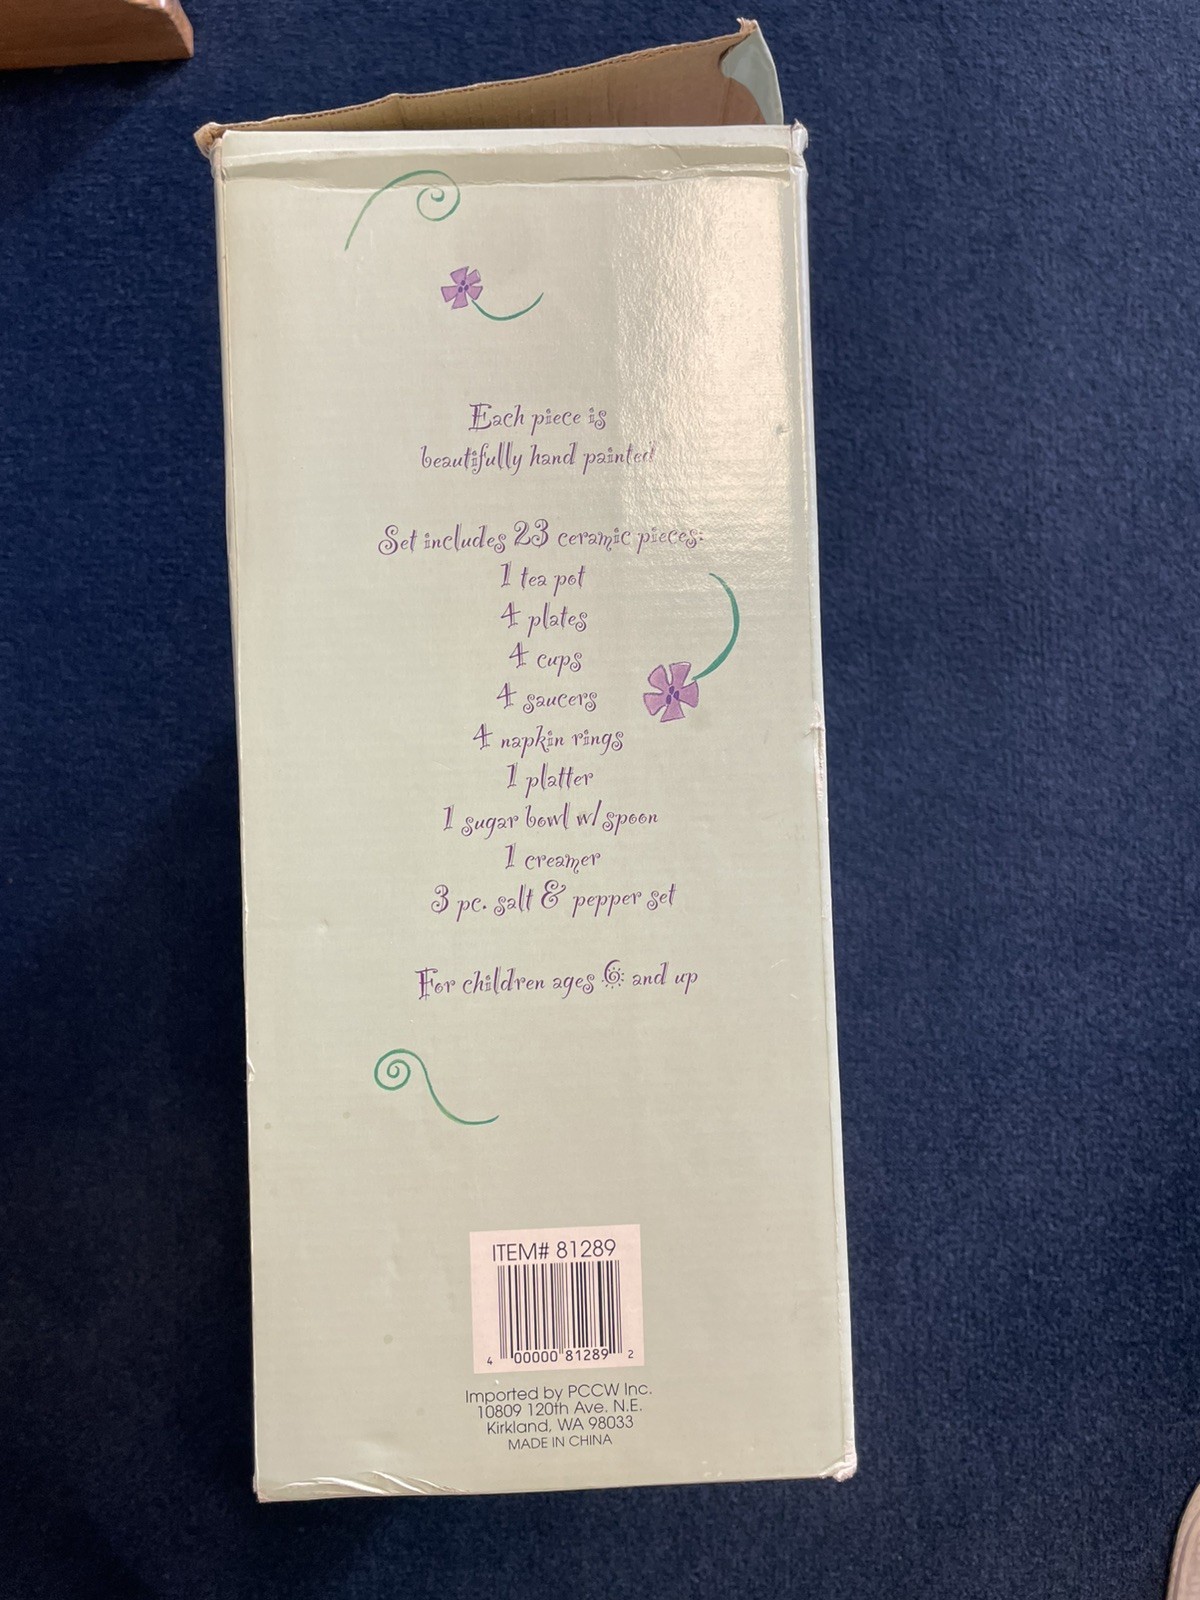 Each piece is
beautifully hand painted
Set includes 23 ceramic pieces:
1 tea pot
4 plates
4 cups
4 saucers
4 napkin rings
1 platter
1 sugar bowl w/spoon
1 creamer
3 pc. salt & pepper set
For children ages 6 and up
ITEM# 81289
4 00000 81289 2
Imported by PCCW Inc.
10809 120th Ave. N.E.
Kirkland, WA 98033
MADE IN CHINA